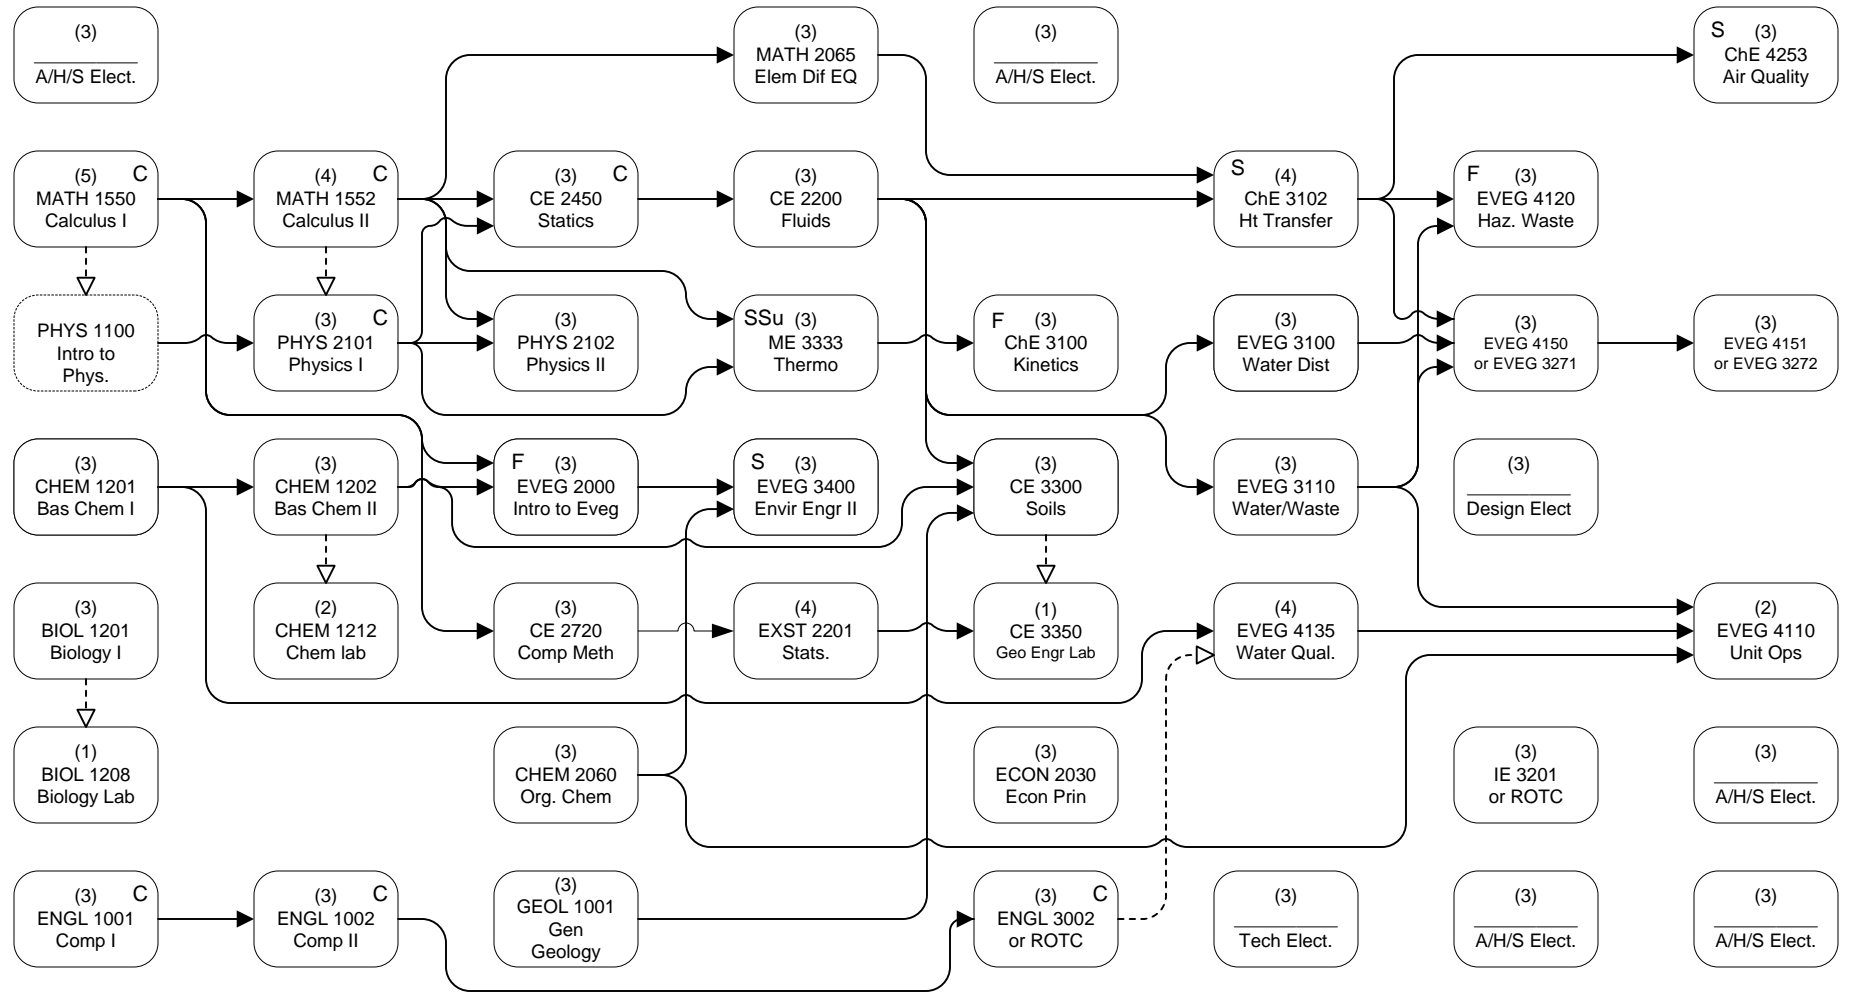 (3)
A/H/S Elect.
(3)
MATH 2065
Elem Dif EQ
(3)
A/H/S Elect.
S (3)
ChE 4253
Air Quality
(5) C
MATH 1550
Calculus I
(4) C
MATH 1552
Calculus II
(3) C
CE 2450
Statics
(3)
CE 2200
Fluids
S (4)
ChE 3102
Ht Transfer
F (3)
EVEG 4120
Haz. Waste
PHYS 1100
Intro to
Phys.
(3) C
PHYS 2101
Physics I
(3)
PHYS 2102
Physics II
SSu (3)
ME 3333
Thermo
F (3)
ChE 3100
Kinetics
(3)
EVEG 3100
Water Dist
(3)
EVEG 4150
or EVEG 3271
(3)
EVEG 4151
or EVEG 3272
(3)
CHEM 1201
Bas Chem I
(3)
CHEM 1202
Bas Chem II
F (3)
EVEG 2000
Intro to Eveg
S (3)
EVEG 3400
Envir Engr II
(3)
CE 3300
Soils
(3)
EVEG 3110
Water/Waste
(3)
Design Elect
(3)
BIOL 1201
Biology I
(2)
CHEM 1212
Chem lab
(3)
CE 2720
Comp Meth
(4)
EXST 2201
Stats.
(1)
CE 3350
Geo Engr Lab
(4)
EVEG 4135
Water Qual.
(2)
EVEG 4110
Unit Ops
(1)
BIOL 1208
Biology Lab
(3)
CHEM 2060
Org. Chem
(3)
ECON 2030
Econ Prin
(3)
IE 3201
or ROTC
(3)
A/H/S Elect.
(3) C
ENGL 1001
Comp I
(3) C
ENGL 1002
Comp II
(3)
GEOL 1001
Gen
Geology
(3) C
ENGL 3002
or ROTC
(3)
Tech Elect.
(3)
A/H/S Elect.
(3)
A/H/S Elect.